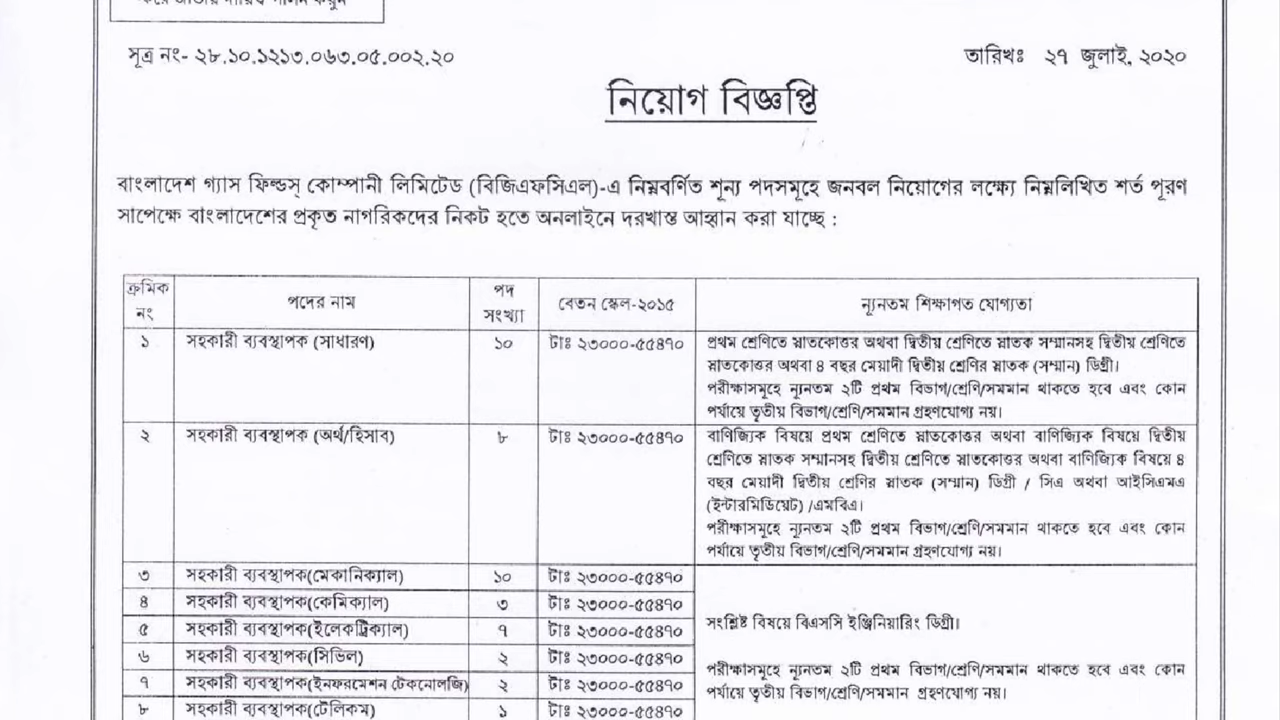 সূত্র নং- ২৮.১০.১২১৩.০৬৩.০৫.০০২.২০
তারিখঃ ২৭ জুলাই, ২০২০
নিয়োগ বিজ্ঞপ্তি
বাংলাদেশ গ্যাস ফিল্ডস্ কোম্পানী লিমিটেড (বিজিএফসিএল)-এ নিম্নবর্ণিত শূন্য পদসমূহে জনবল নিয়োগের লক্ষ্যে নিম্নলিখিত শর্ত পূরণ
সাপেক্ষে বাংলাদেশের প্রকৃত নাগরিকদের নিকট হতে অনলাইনে দরখাস্ত আহ্বান করা যাচ্ছে :
ক্রমিক নং পদের নাম পদ সংখ্যা বেতন স্কেল-২০১৫ ন্যূনতম শিক্ষাগত যোগ্যতা
১ সহকারী ব্যবস্থাপক (সাধারণ) ১০ টাঃ ২৩০০০-৫৫৪৭০ প্রথম শ্রেণিতে স্নাতকোত্তর অথবা দ্বিতীয় শ্রেণিতে স্নাতক সম্মানসহ দ্বিতীয় শ্রেণিতে
স্নাতকোত্তর অথবা ৪ বছর মেয়াদী দ্বিতীয় শ্রেণির স্নাতক (সম্মান) ডিগ্রী।
পরীক্ষাসমূহে ন্যূনতম ২টি প্রথম বিভাগ/শ্রেণি/সমমান থাকতে হবে এবং কোন
পর্যায়ে তৃতীয় বিভাগ/শ্রেণি/সমমান গ্রহণযোগ্য নয়।
২ সহকারী ব্যবস্থাপক (অর্থ/হিসাব) ৮ টাঃ ২৩০০০-৫৫৪৭০ বাণিজ্যিক বিষয়ে প্রথম শ্রেণিতে স্নাতকোত্তর অথবা বাণিজ্যিক বিষয়ে দ্বিতীয়
শ্রেণিতে স্নাতক সম্মানসহ দ্বিতীয় শ্রেণিতে স্নাতকোত্তর অথবা বাণিজ্যিক বিষয়ে ৪
বছর মেয়াদী দ্বিতীয় শ্রেণির স্নাতক (সম্মান) ডিগ্রী / সিএ অথবা আইসিএমএ
(ইন্টারমিডিয়েট) /এমবিএ।
পরীক্ষাসমূহে ন্যূনতম ২টি প্রথম বিভাগ/শ্রেণি/সমমান থাকতে হবে এবং কোন
পর্যায়ে তৃতীয় বিভাগ/শ্রেণি/সমমান গ্রহণযোগ্য নয়।
৩ সহকারী ব্যবস্থাপক(মেকানিক্যাল) ১০ টাঃ ২৩০০০-৫৫৪৭০
৪ সহকারী ব্যবস্থাপক(কেমিক্যাল) ৩ টাঃ ২৩০০০-৫৫৪৭০
৫ সহকারী ব্যবস্থাপক(ইলেকট্রিক্যাল) ৭ টাঃ ২৩০০০-৫৫৪৭০
৬ সহকারী ব্যবস্থাপক(সিভিল) ২ টাঃ ২৩০০০-৫৫৪৭০
৭ সহকারী ব্যবস্থাপক(ইনফরমেশন টেকনোলজি) ২ টাঃ ২৩০০০-৫৫৪৭০
৮ সহকারী ব্যবস্থাপক(টেলিকম) ১ টাঃ ২৩০০০-৫৫৪৭০
সংশ্লিষ্ট বিষয়ে বিএসসি ইঞ্জিনিয়ারিং ডিগ্রী।
পরীক্ষাসমূহে ন্যূনতম ২টি প্রথম বিভাগ/শ্রেণি/সমমান থাকতে হবে এবং কোন
পর্যায়ে তৃতীয় বিভাগ/শ্রেণি/সমমান গ্রহণযোগ্য নয়।